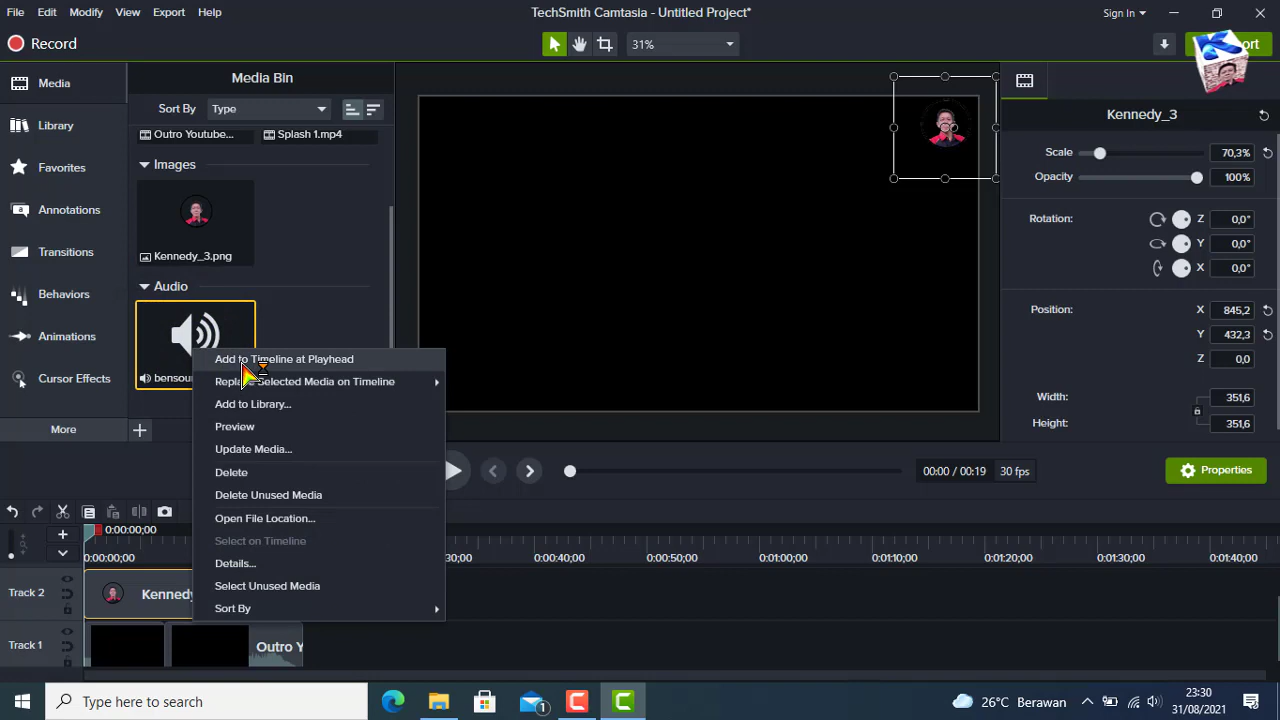 File Edit Modify View Export Help TechSmith Camtasia - Untitled Project* Sign In
Record 31%
Media Media Bin
Sort By Type
Library
Outro Youtube... Splash 1.mp4
Kennedy_3
Images
Scale 70,3%
Favorites
Opacity 100%
Annotations
Rotation: Z 0,0°
Transitions
Kennedy_3.png
Y 0,0°
X 0,0°
Behaviors
Audio
Position: X 845,2
Animations
Y 432,3
Z 0,0
Cursor Effects
Add to Timeline at Playhead
Replace Selected Media on Timeline
Add to Library...
Preview
Update Media...
Delete
Delete Unused Media
Open File Location...
Select on Timeline
Details...
Select Unused Media
Sort By
Width: 351,6
Height: 351,6
More
00:00 / 00:19 30 fps Properties
0:00:00;00
0:00:00;00 0:00:40;00 0:00:50;00 0:01:00;00 0:01:10;00 0:01:20;00 0:01:30;00 0:01:40;00
Track 2
Track 1 Outro Y
Type here to search 1 26°C Berawan 23:30
31/08/2021